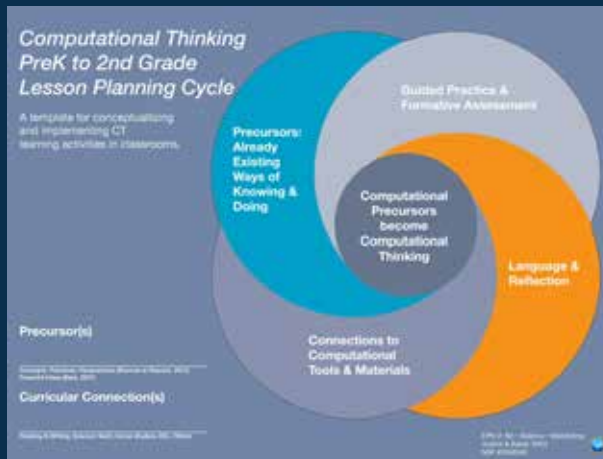 Computational Thinking
PreK to 2nd Grade
Lesson Planning Cycle
A template for conceptualizing
and implementing CT
learning activities in classrooms.
Guided Practice &
Formative Assessment
Precursors:
Already
Existing
Ways of
Knowing &
Doing
Computational
Precursors
become
Computational
Thinking
Language &
Reflection
Connections to
Computational
Tools & Materials
Precursor(s)
Curricular Connection(s)